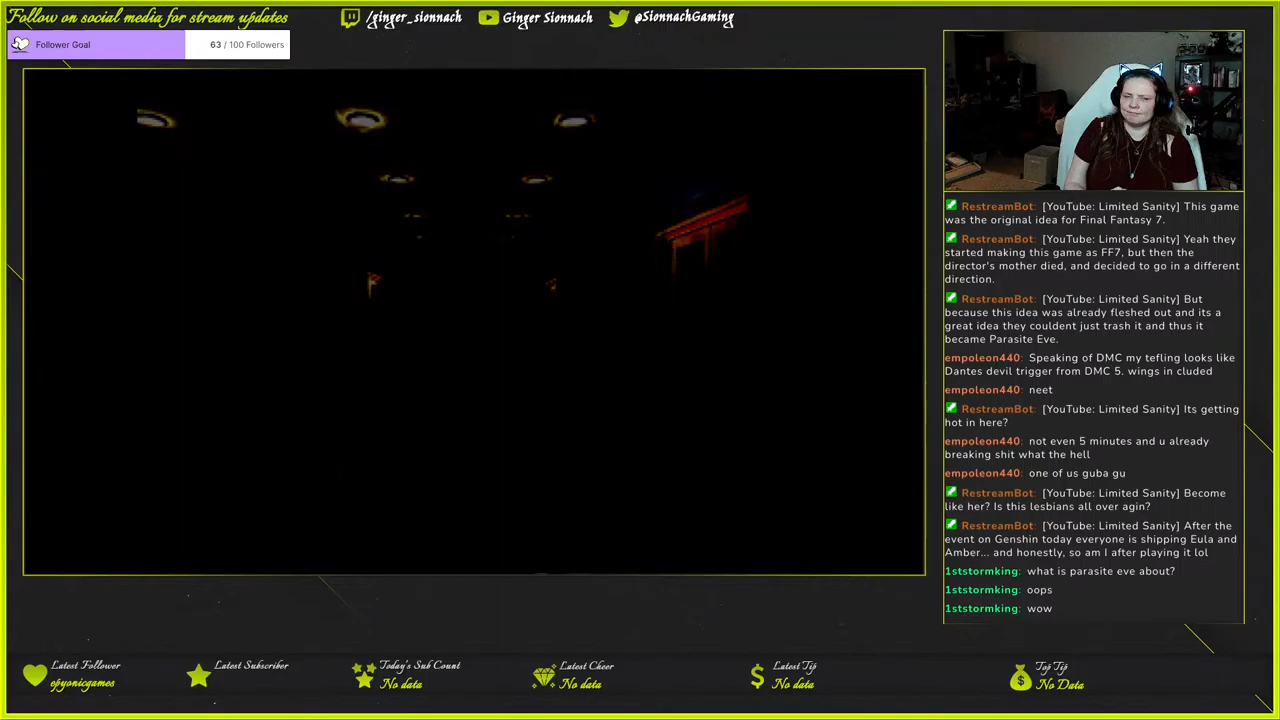 Follow on social media for stream updates
/ginger_sionnach
Ginger Sionnach
@SionnachGaming
Follower Goal
63 / 100 Followers
RestreamBot: [YouTube: Limited Sanity] This game
was the original idea for Final Fantasy 7.
RestreamBot: [YouTube: Limited Sanity] Yeah they
started making this game as FF7, but then the
director's mother died, and decided to go in a different
direction.
RestreamBot: [YouTube: Limited Sanity] But
because this idea was already fleshed out and its a
great idea they couldent just trash it and thus it
became Parasite Eve.
empoleon440: Speaking of DMC my tefling looks like
Dantes devil trigger from DMC 5. wings in cluded
empoleon440: neet
RestreamBot: [YouTube: Limited Sanity] Its getting
hot in here?
empoleon440: not even 5 minutes and u already
breaking shit what the hell
empoleon440: one of us guba gu
RestreamBot: [YouTube: Limited Sanity] Become
like her? Is this lesbians all over agin?
RestreamBot: [YouTube: Limited Sanity] After the
event on Genshin today everyone is shipping Eula and
Amber... and honestly, so am I after playing it lol
1ststormking: what is parasite eve about?
1ststormking: oops
1ststormking: wow
Latest Follower
epyonicgames
Latest Subscriber
Today's Sub Count
No data
Latest Cheer
No data
Latest Tip
No data
Top Tip
No Data